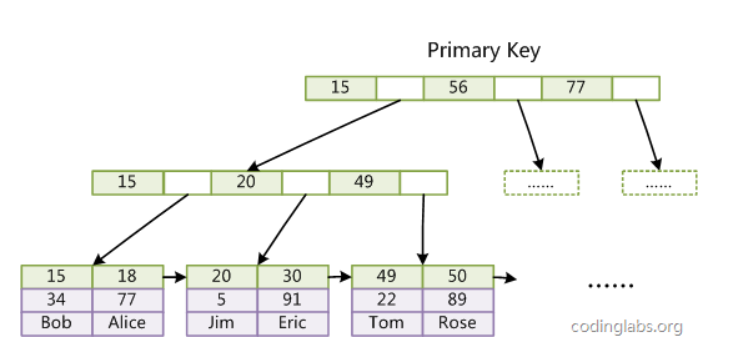 Primary Key
15 56 77
15 20 49
...... ......
15 18 20 30 49 50
34 77 5 91 22 89
Bob Alice Jim Eric Tom Rose
......
codinglabs.org